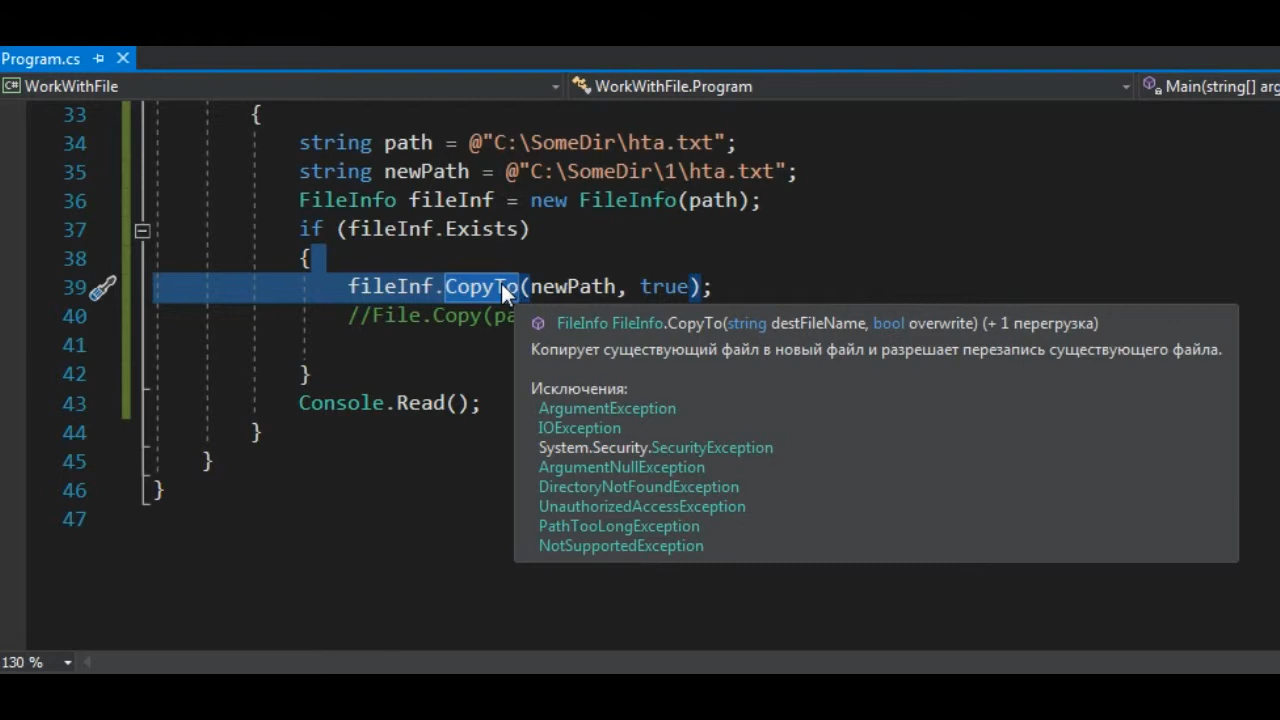 Program.cs
WorkWithFile WorkWithFile.Program Main(string[]
33 {
34 string path = @"C:\SomeDir\hta.txt";
35 string newPath = @"C:\SomeDir\1\hta.txt";
36 FileInfo fileInf = new FileInfo(path);
37 if (fileInf.Exists)
38 {
39 fileInf.CopyTo(newPath, true);
40 //File.Copy(
FileInfo FileInfo.CopyTo(string destFileName, bool overwrite) (+ 1 перегрузка)
Копирует существующий файл в новый файл и разрешает перезапись существующего файла.
Исключения:
ArgumentException
IOException
System.Security.SecurityException
ArgumentNullException
DirectoryNotFoundException
UnauthorizedAccessException
PathTooLongException
NotSupportedException
41
42 }
43 Console.Read();
44 }
45 }
46 }
47
130 %